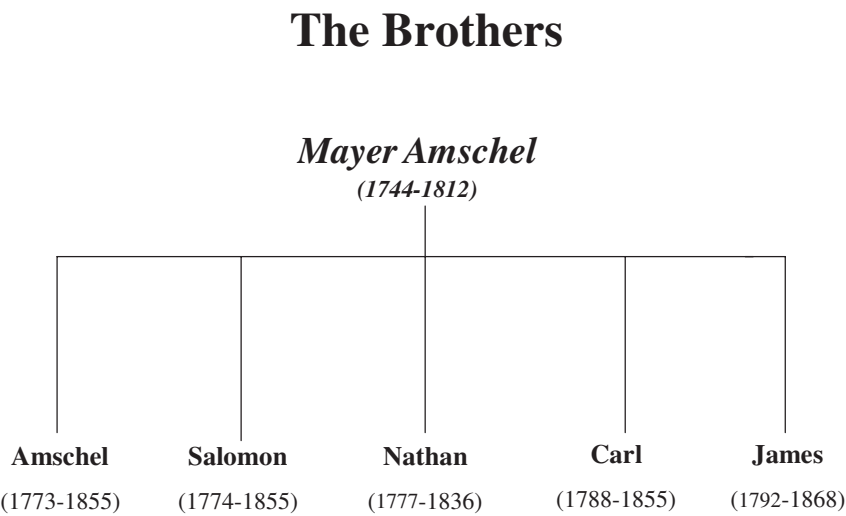 The Brothers
Mayer Amschel
(1744-1812)
Amschel Salomon Nathan Carl James
(1773-1855) (1774-1855) (1777-1836) (1788-1855) (1792-1868)